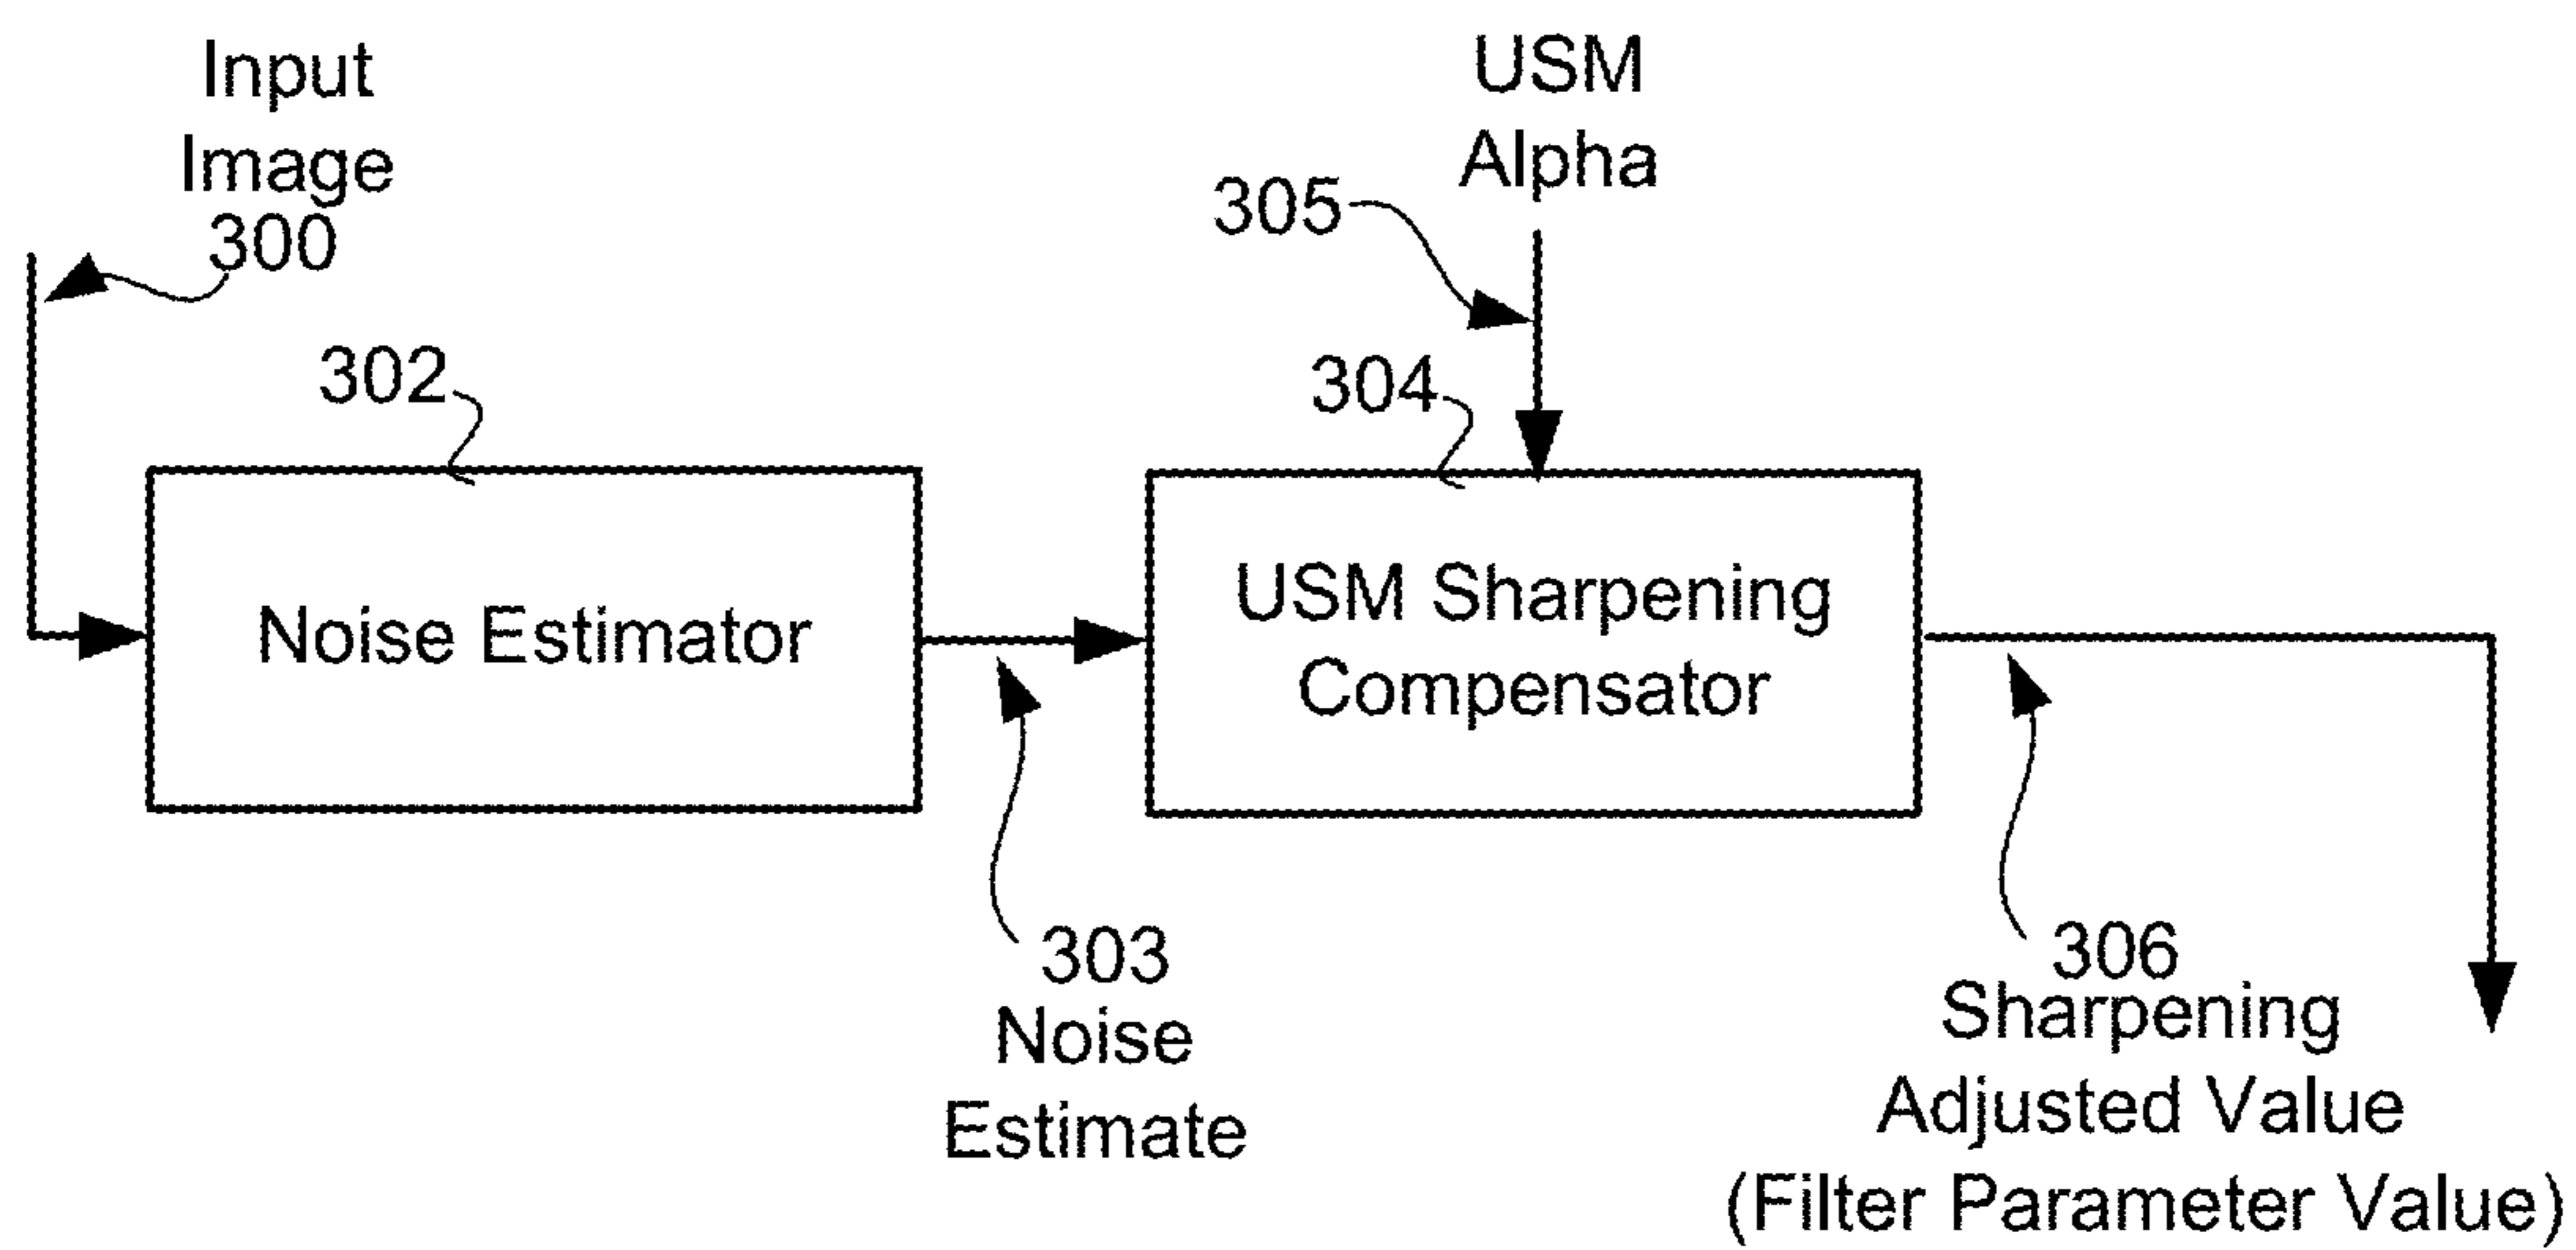 Input
Image
300
USM
Alpha
305
302
304
Noise Estimator
USM Sharpening
Compensator
303
Noise
Estimate
306
Sharpening
Adjusted Value
(Filter Parameter Value)